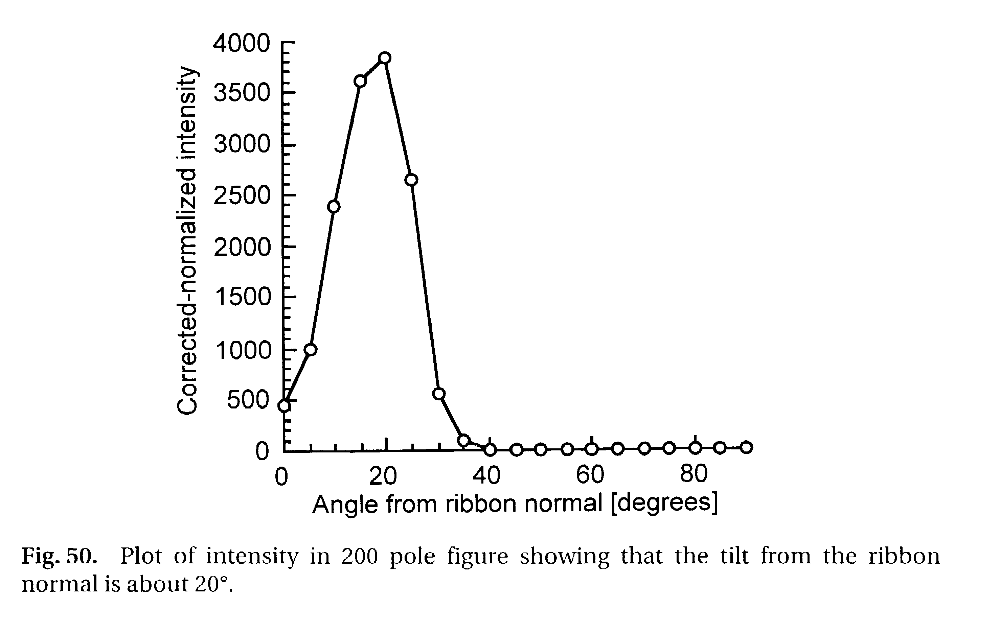 4000
3500
3000
2500
2000
1500
1000
500
0
Corrected-normalized intensity
0 20 40 60 80
Angle from ribbon normal [degrees]
Fig. 50. Plot of intensity in 200 pole figure showing that the tilt from the ribbon
normal is about 20°.